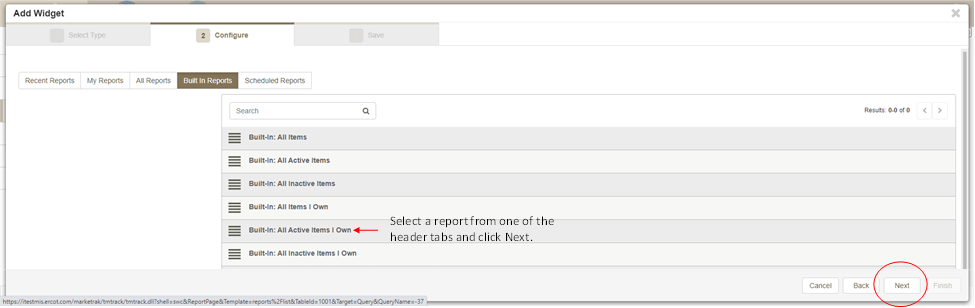 Add Widget
Select Type
2 Configure
Save
Recent Reports My Reports All Reports Built In Reports Scheduled Reports
Search
Results: 0-0 of 0
Built-In: All Items
Built-In: All Active Items
Built-In: All Inactive Items
Built-In: All Items I Own
Built-In: All Active Items I Own
Select a report from one of the
header tabs and click Next.
Built-In: All Inactive Items I Own
Cancel Back Next Finish
https://itestmis.ercot.com/marketrak/tmtrack/tmtrack.dll?shell=swc&ReportPage&Template=reports%2Flist&TableId=1001&Target=Query&QueryName=-37